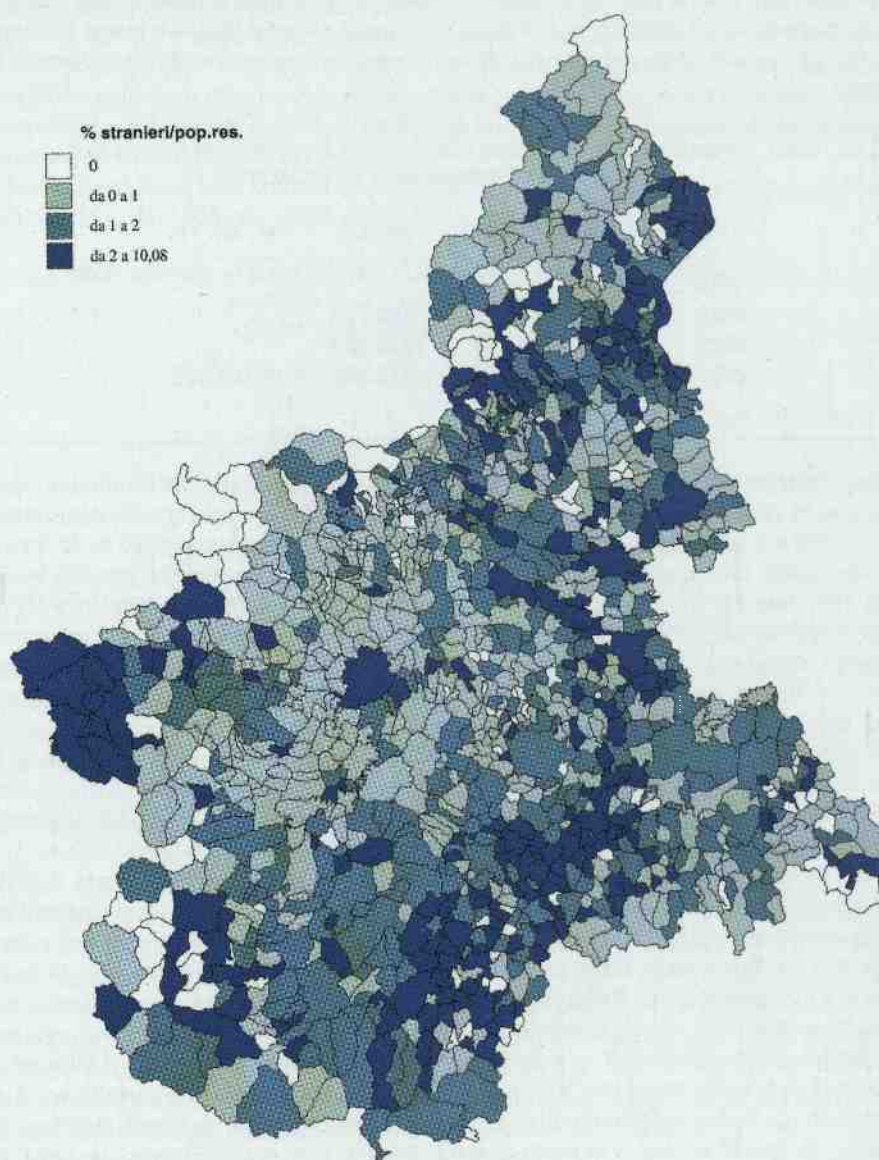 % stranieri/pop.res.
0
da 0 a 1
da 1 a 2
da 2 a 10,08